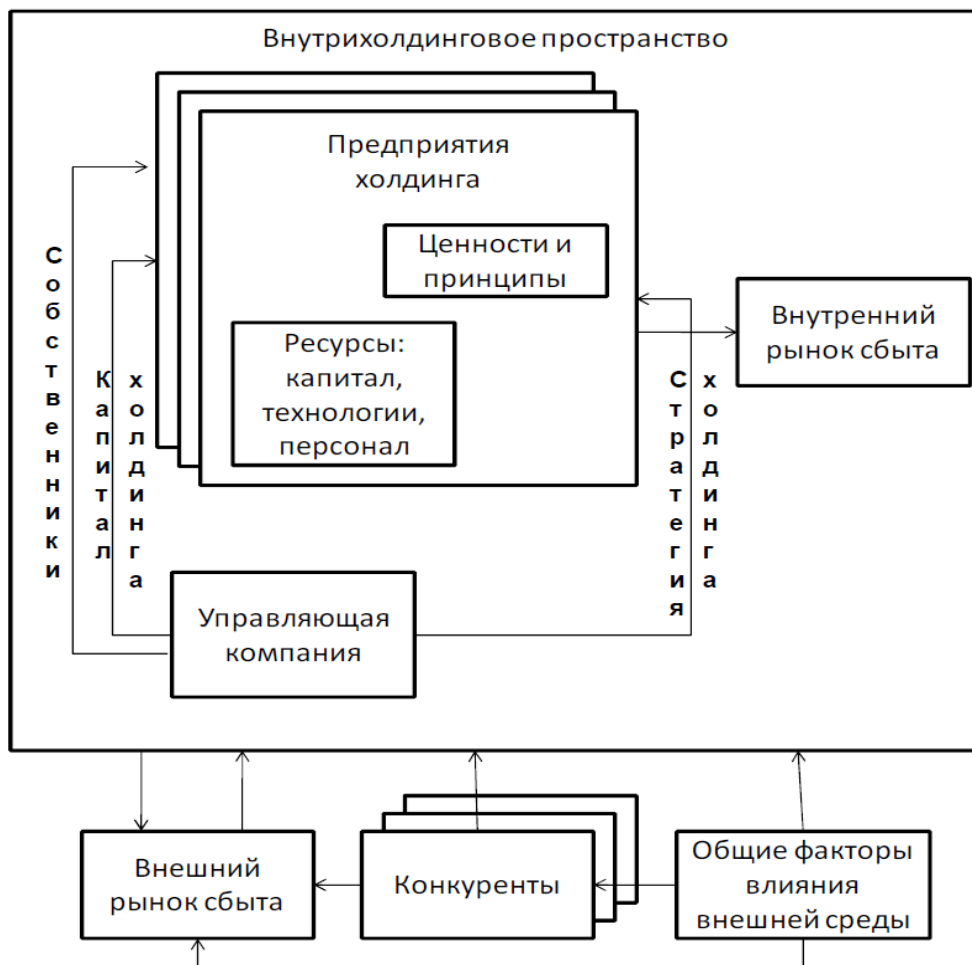 Внутрихолдинговое пространство
Предприятия
холдинга
Ценности и
принципы
Ресурсы:
капитал,
технологии,
персонал
Собственники
Капитал
холдинга
Стратегия
холдинга
Внутренний
рынок сбыта
Управляющая
компания
Внешний
рынок сбыта
Конкуренты
Общие факторы
влияния
внешней среды